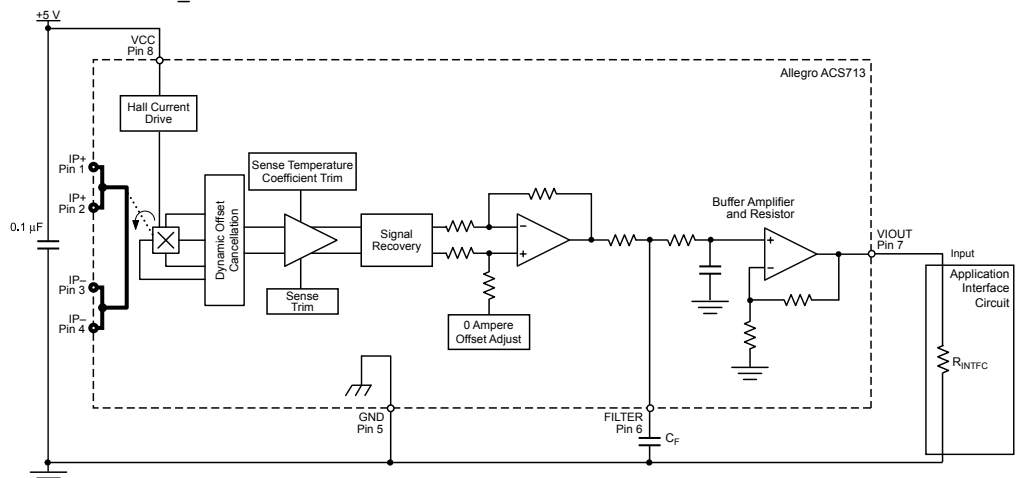 +5 V
VCC
Pin 8
Allegro ACS713
Hall Current
Drive
IP+
Pin 1
IP+
Pin 2
IP–
Pin 3
IP–
Pin 4
0.1 µF
Dynamic Offset
Cancellation
Sense Temperature
Coefficient Trim
Sense
Trim
Signal
Recovery
0 Ampere
Offset Adjust
Buffer Amplifier
and Resistor
VIOUT
Pin 7
Input
Application
Interface
Circuit
RINTFC
GND
Pin 5
FILTER
Pin 6
CF